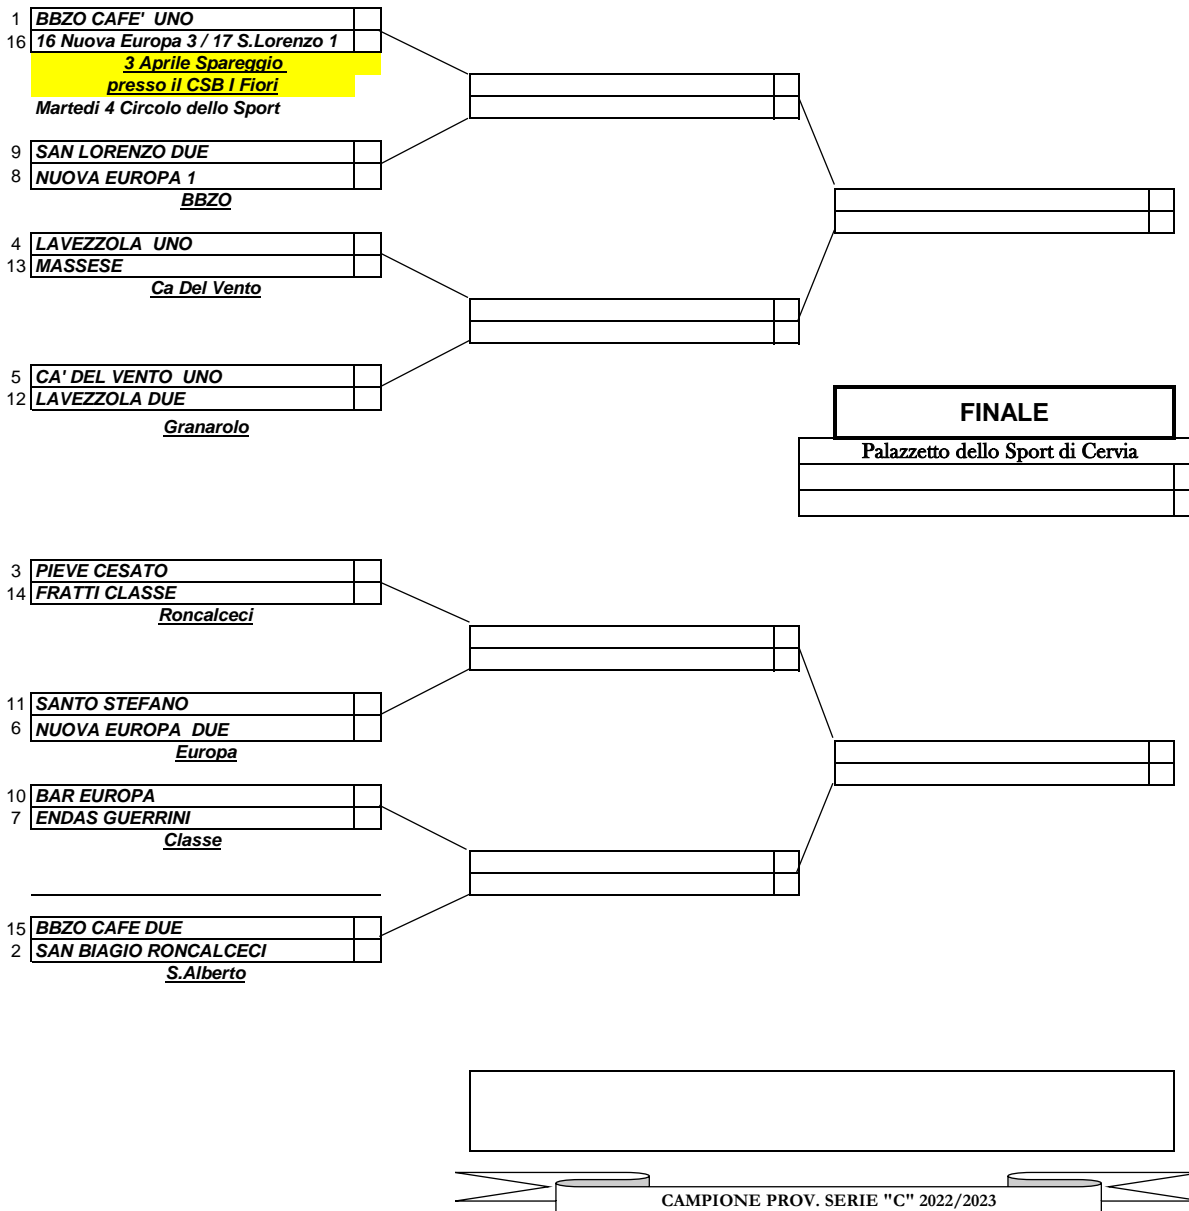 1 BBZO CAFE' UNO
16 16 Nuova Europa 3 / 17 S.Lorenzo 1
3 Aprile Spareggio
presso il CSB I Fiori
Martedi 4 Circolo dello Sport
9 SAN LORENZO DUE
8 NUOVA EUROPA 1
BBZO
4 LAVEZZOLA UNO
13 MASSESE
Ca Del Vento
5 CA' DEL VENTO UNO
12 LAVEZZOLA DUE
Granarolo
FINALE
Palazzetto dello Sport di Cervia
3 PIEVE CESATO
14 FRATTI CLASSE
Roncalceci
11 SANTO STEFANO
6 NUOVA EUROPA DUE
Europa
10 BAR EUROPA
7 ENDAS GUERRINI
Classe
15 BBZO CAFE DUE
2 SAN BIAGIO RONCALCECI
S.Alberto
CAMPIONE PROV. SERIE "C" 2022/2023